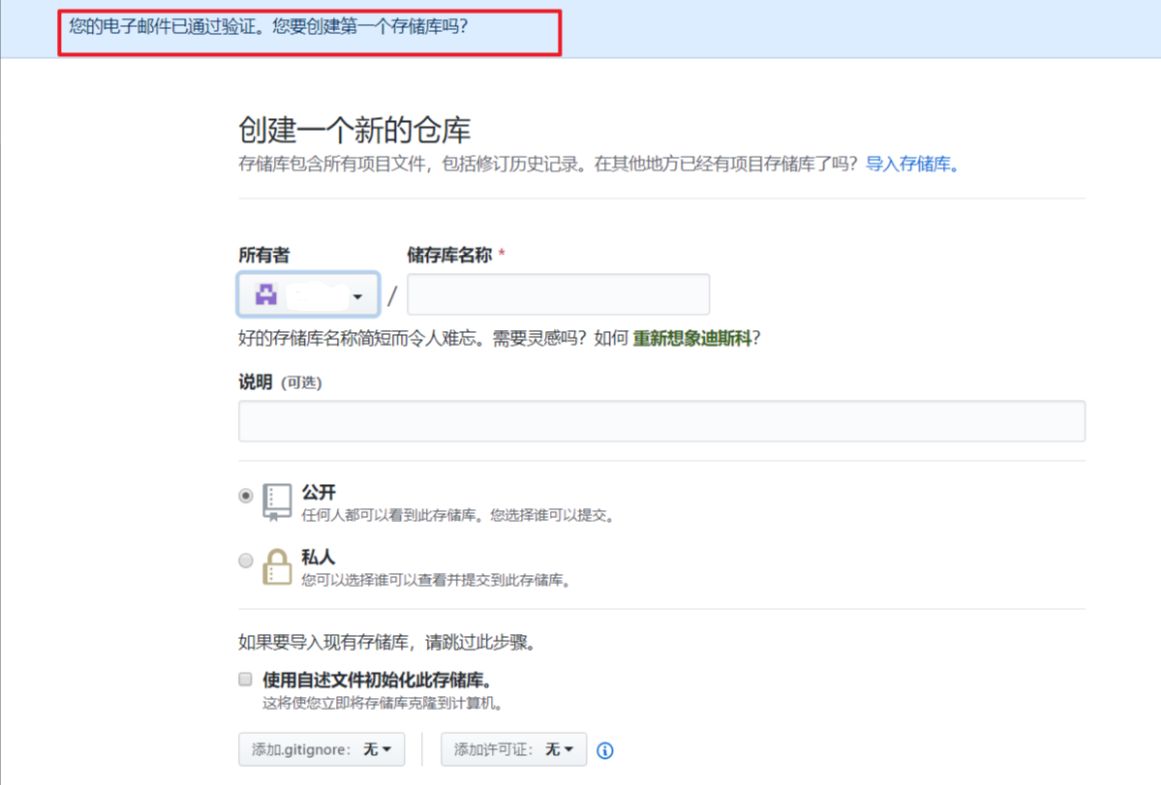 您的电子邮件已通过验证。您要创建第一个存储库吗?
创建一个新的仓库
存储库包含所有项目文件，包括修订历史记录。在其他地方已经有项目存储库了吗? 导入存储库。
所有者 储存库名称 *
/
好的存储库名称简短而令人难忘。需要灵感吗? 如何 重新想象迪斯科?
说明 (可选)
公开
任何人都可以看到此存储库。您选择谁可以提交。
私人
您可以选择谁可以查看并提交到此存储库。
如果要导入现有存储库，请跳过此步骤。
使用自述文件初始化此存储库。
这将使您立即将存储库克隆到计算机。
添加.gitignore: 无 添加许可证: 无